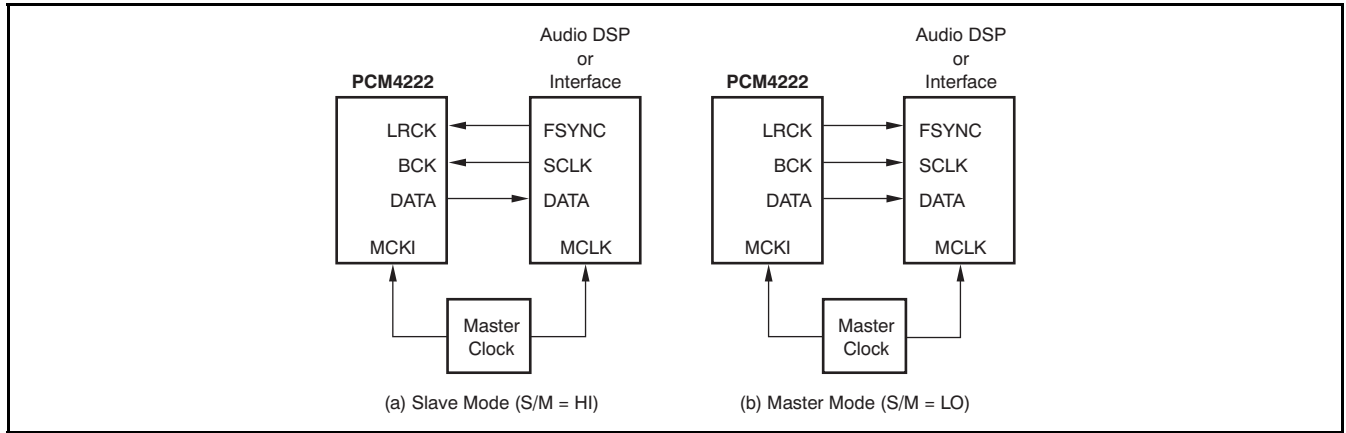 Audio DSP
or
Interface
PCM4222
LRCK
FSYNC
BCK
SCLK
DATA
DATA
MCKI
MCLK
Master
Clock
(a) Slave Mode (S/M = HI)
Audio DSP
or
Interface
PCM4222
LRCK
FSYNC
BCK
SCLK
DATA
DATA
MCKI
MCLK
Master
Clock
(b) Master Mode (S/M = LO)